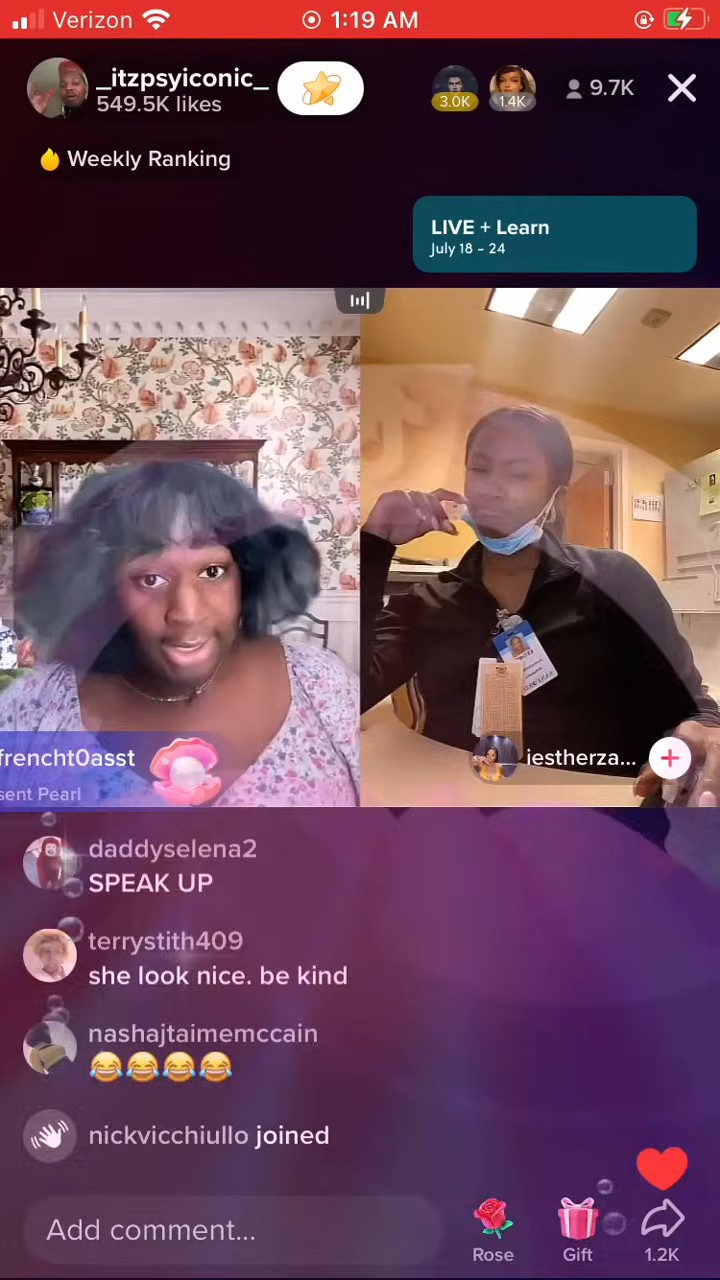 Verizon
1:19 AM
_itzpsyiconic_
549.5K likes
3.0K
1.4K
9.7K
Weekly Ranking
LIVE + Learn
July 18 - 24
frencht0asst
sent Pearl
iestherza...
daddyselena2
SPEAK UP
terrystith409
she look nice. be kind
nashajtaimemccain
😂😂😂😂
nickvicchiullo joined
Add comment...
Rose
Gift
1.2K